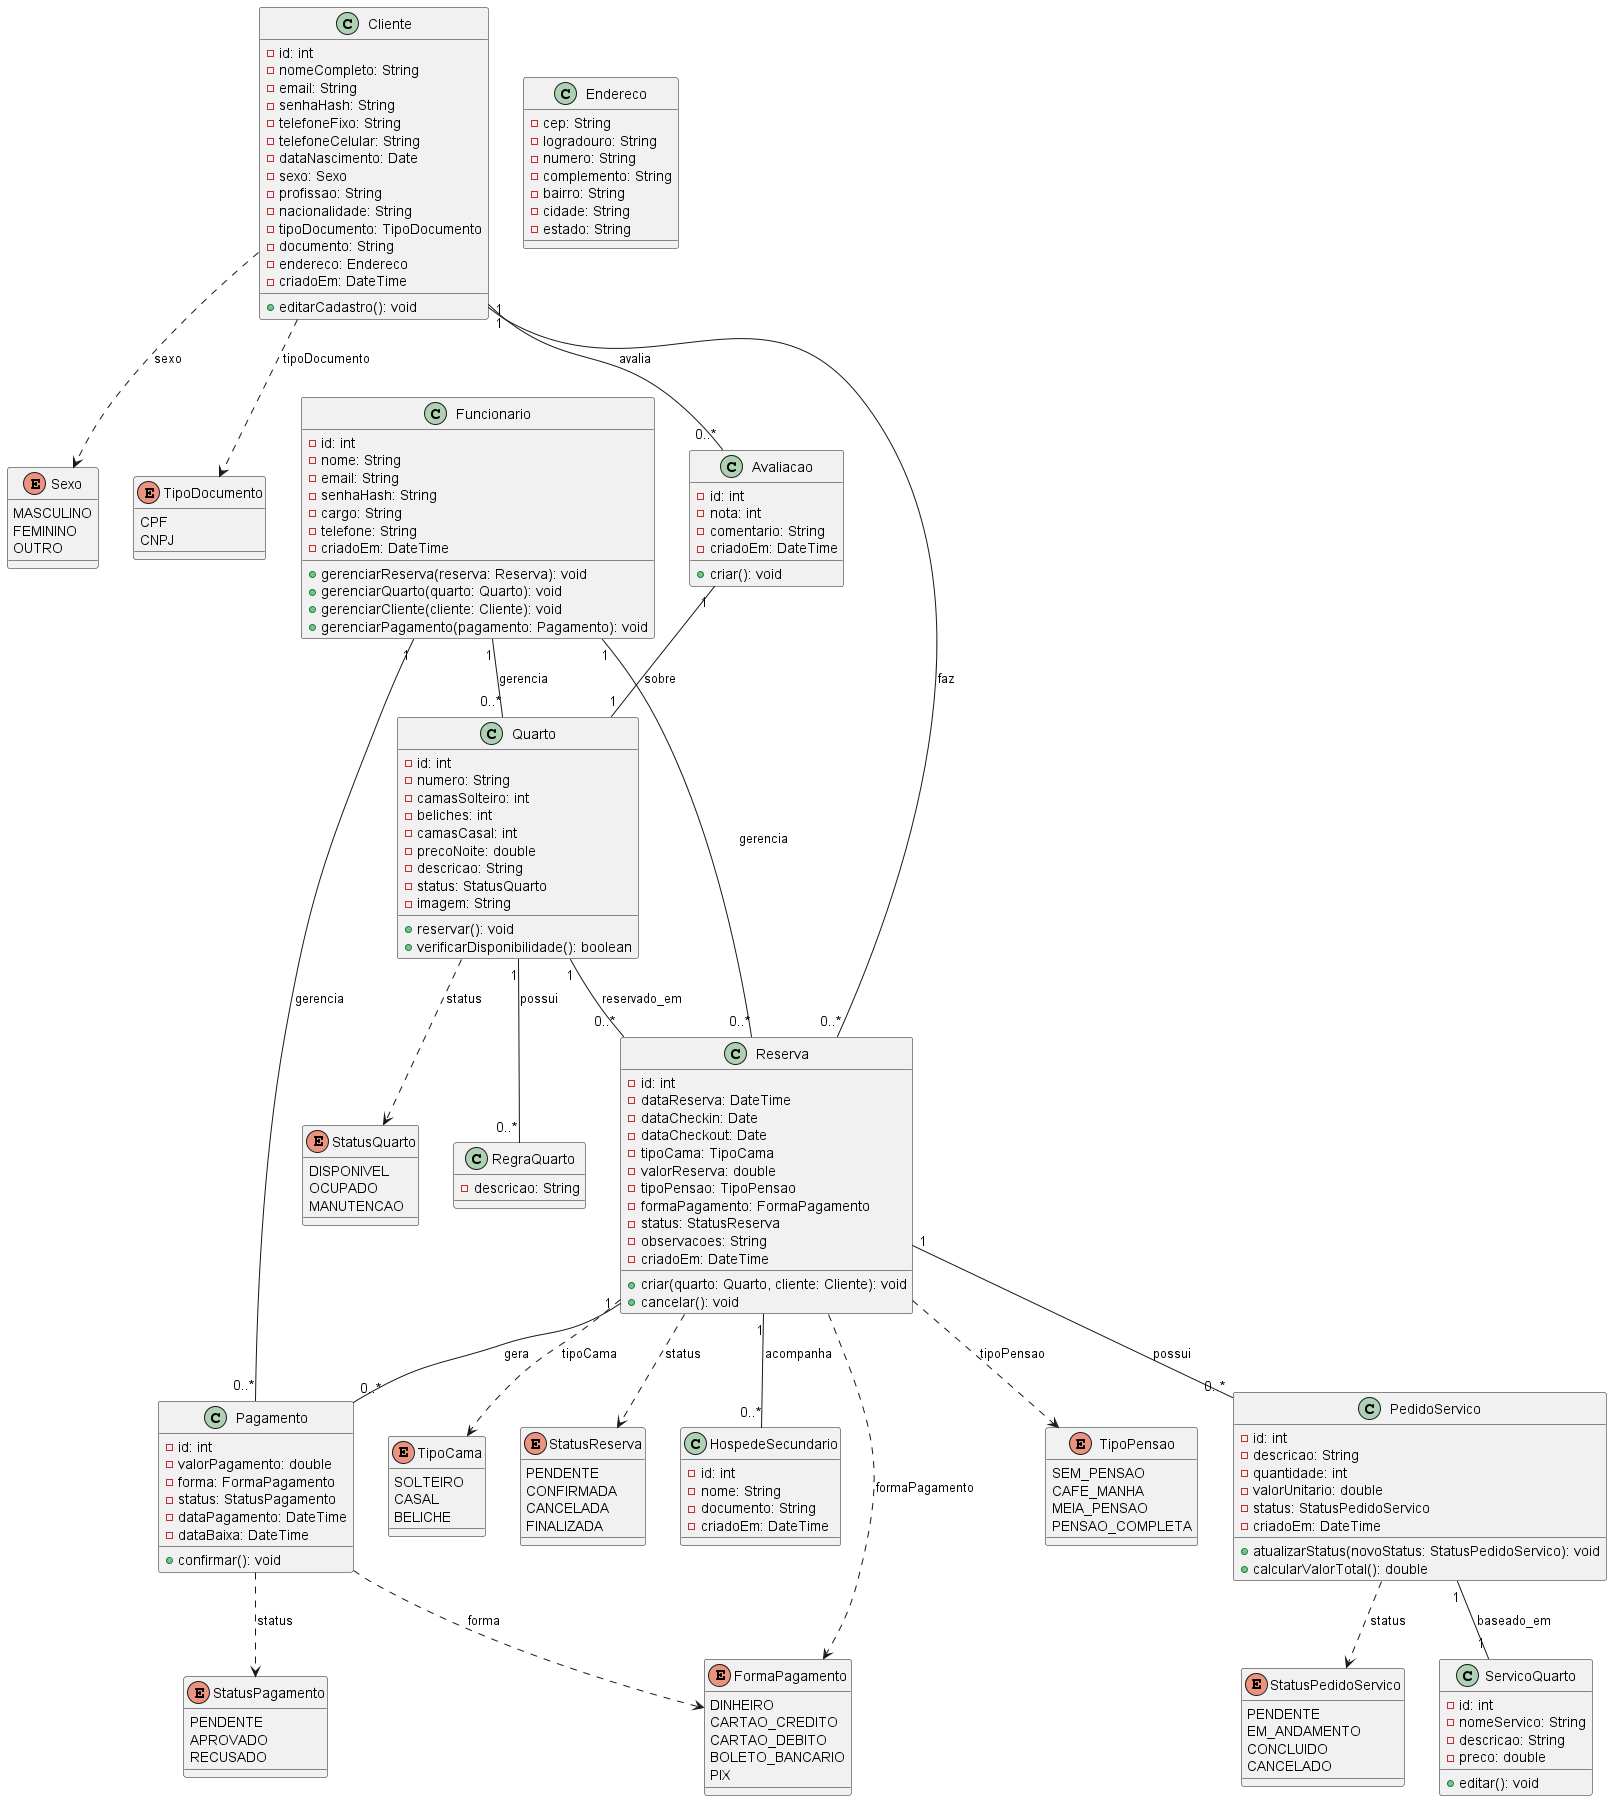 C Cliente
id: int
nomeCompleto: String
email: String
senhaHash: String
telefoneFixo: String
telefoneCelular: String
dataNascimento: Date
sexo: Sexo
profissao: String
nacionalidade: String
tipoDocumento: TipoDocumento
documento: String
endereco: Endereco
criadoEm: DateTime
editarCadastro(): void
C Endereco
cep: String
logradouro: String
numero: String
complemento: String
bairro: String
cidade: String
estado: String
1
1
sexo
tipoDocumento
avalia
0..*
E Sexo
MASCULINO
FEMININO
OUTRO
E TipoDocumento
CPF
CNPJ
C Funcionario
id: int
nome: String
email: String
senhaHash: String
cargo: String
telefone: String
criadoEm: DateTime
gerenciarReserva(reserva: Reserva): void
gerenciarQuarto(quarto: Quarto): void
gerenciarCliente(cliente: Cliente): void
gerenciarPagamento(pagamento: Pagamento): void
C Avaliacao
id: int
nota: int
comentario: String
criadoEm: DateTime
criar(): void
1
1
1
1
gerencia
sobre
faz
0..*
1
C Quarto
id: int
numero: String
camasSolteiro: int
beliches: int
camasCasal: int
precoNoite: double
descricao: String
status: StatusQuarto
imagem: String
reservar(): void
verificarDisponibilidade(): boolean
gerencia
1
1
gerencia
status
possui
reservado_em
0..*
0..*
0..*
0..*
E StatusQuarto
DISPONIVEL
OCUPADO
MANUTENCAO
C RegraQuarto
descricao: String
C Reserva
id: int
dataReserva: DateTime
dataCheckin: Date
dataCheckout: Date
tipoCama: TipoCama
valorReserva: double
tipoPensao: TipoPensao
formaPagamento: FormaPagamento
status: StatusReserva
observacoes: String
criadoEm: DateTime
criar(quarto: Quarto, cliente: Cliente): void
cancelar(): void
1
1
1
gera
tipoCama
status
acompanha
tipoPensao
possui
0..*
0..*
0..*
0..*
C Pagamento
id: int
valorPagamento: double
forma: FormaPagamento
status: StatusPagamento
dataPagamento: DateTime
dataBaixa: DateTime
confirmar(): void
E TipoCama
SOLTEIRO
CASAL
BELICHE
E StatusReserva
PENDENTE
CONFIRMADA
CANCELADA
FINALIZADA
C HospedeSecundario
id: int
nome: String
documento: String
criadoEm: DateTime
formaPagamento
E TipoPensao
SEM_PENSAO
CAFE_MANHA
MEIA_PENSAO
PENSAO_COMPLETA
C PedidoServico
id: int
descricao: String
quantidade: int
valorUnitario: double
status: StatusPedidoServico
criadoEm: DateTime
atualizarStatus(novoStatus: StatusPedidoServico): void
calcularValorTotal(): double
status
forma
status
1
baseado_em
1
E StatusPagamento
PENDENTE
APROVADO
RECUSADO
E FormaPagamento
DINHEIRO
CARTAO_CREDITO
CARTAO_DEBITO
BOLETO_BANCARIO
PIX
E StatusPedidoServico
PENDENTE
EM_ANDAMENTO
CONCLUIDO
CANCELADO
C ServicoQuarto
id: int
nomeServico: String
descricao: String
preco: double
editar(): void